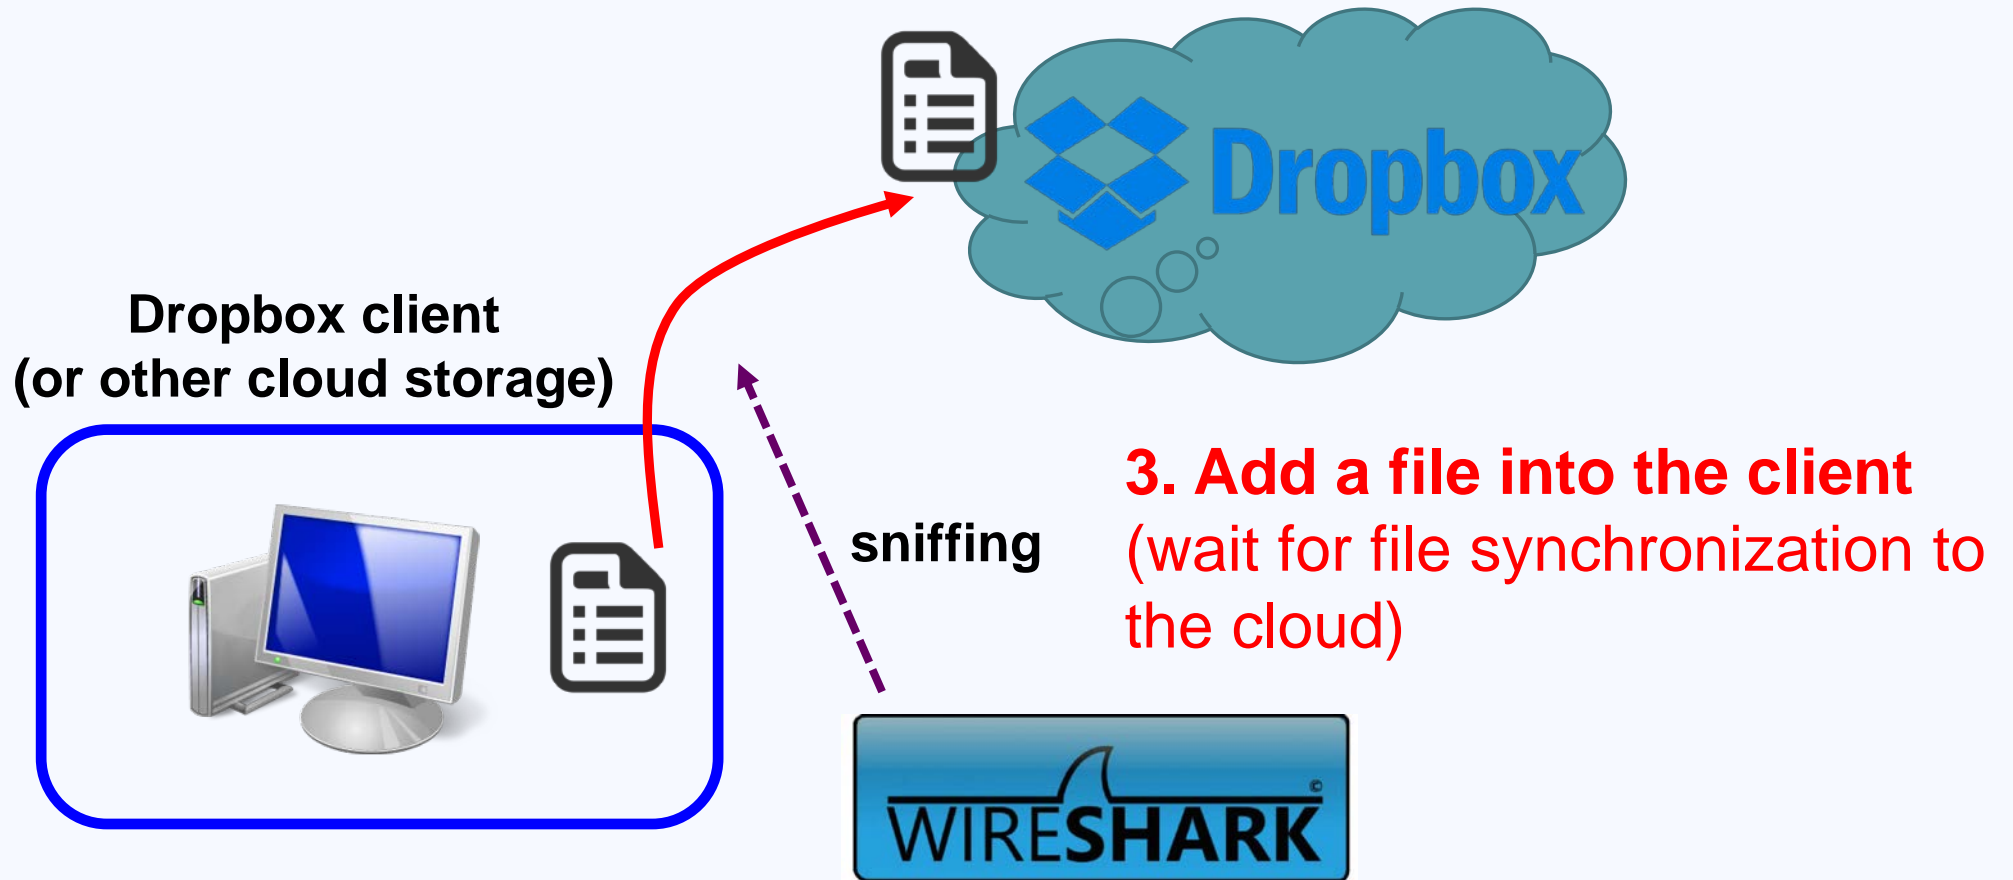 Dropbox
Dropbox client
(or other cloud storage)
3. Add a file into the client
(wait for file synchronization to
the cloud)
sniffing
WIRESHARK
©